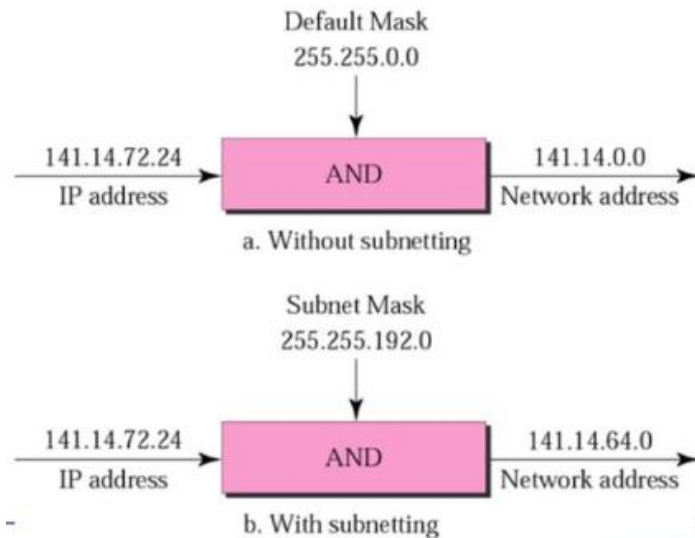 Default Mask
255.255.0.0
141.14.72.24
IP address
AND
141.14.0.0
Network address
a. Without subnetting
Subnet Mask
255.255.192.0
141.14.72.24
IP address
AND
141.14.64.0
Network address
b. With subnetting